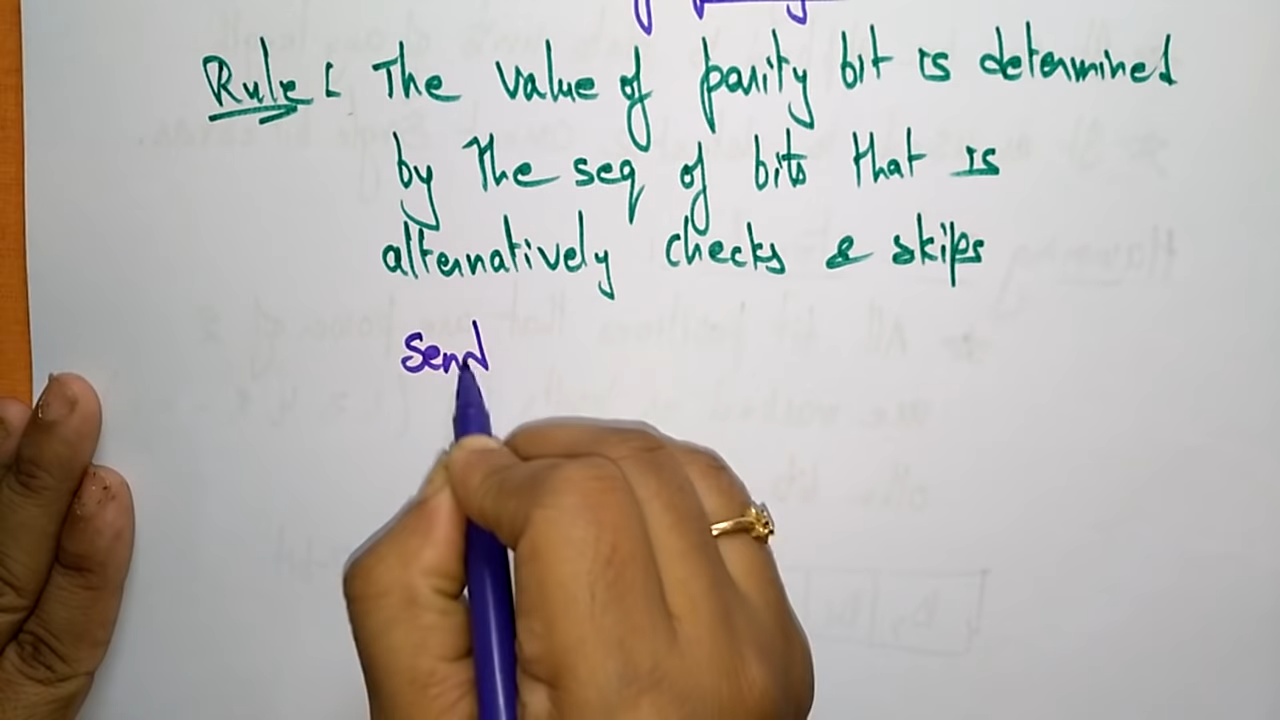 Rule: The value of parity bit is determined
by the seq of bits that is
alternatively checks & skips
Send